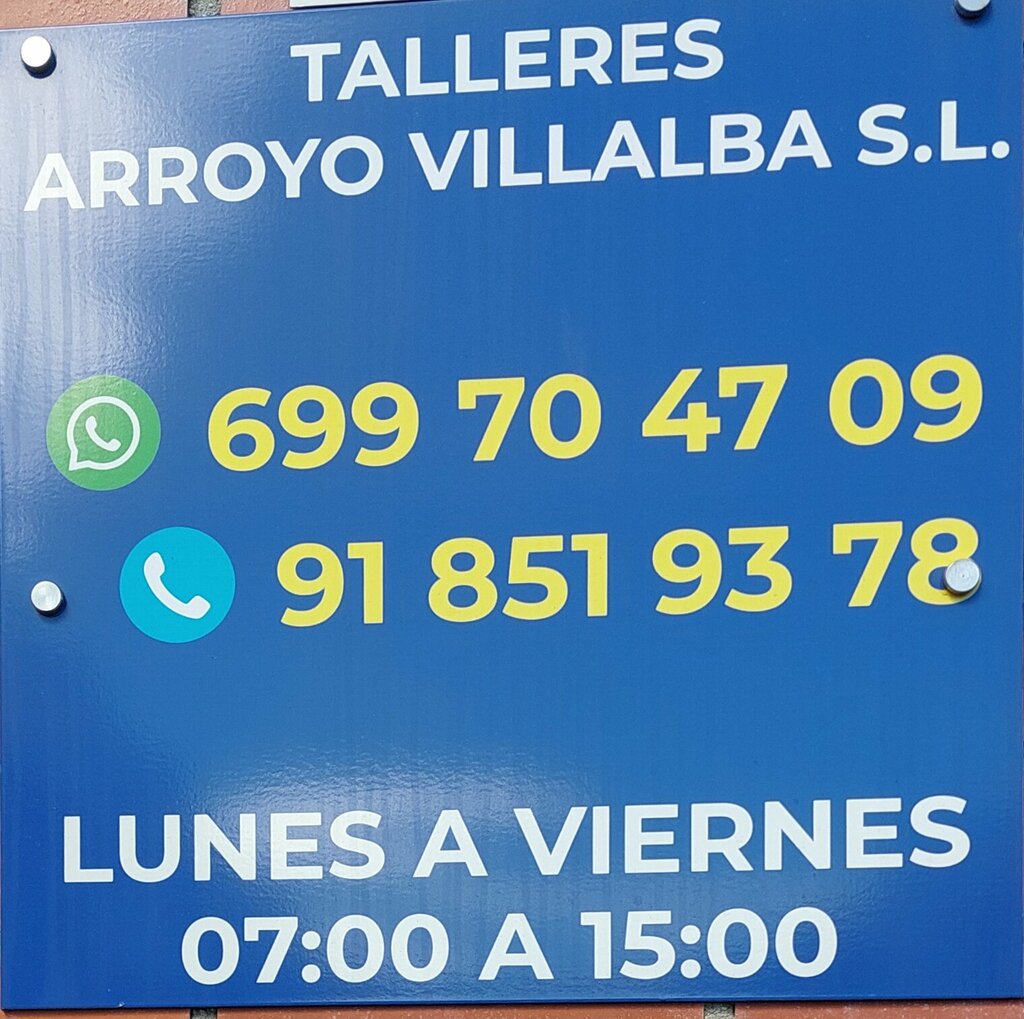 TALLERES
ARROYO VILLALBA S.L.
699 70 47 09
91 851 93 78
LUNES A VIERNES
07:00 A 15:00